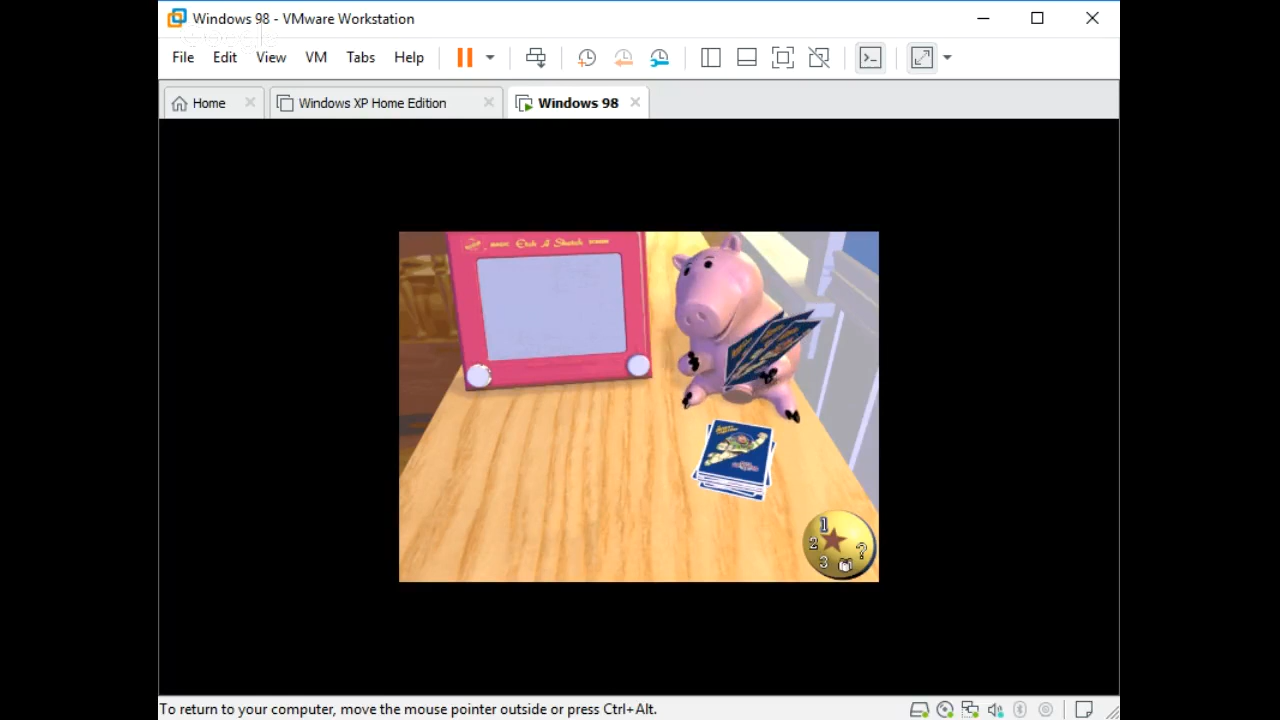 Windows 98 - VMware Workstation
Google
File Edit View VM Tabs Help
Home
Windows XP Home Edition
Windows 98
Etch A Sketch
1
2
3
?
To return to your computer, move the mouse pointer outside or press Ctrl+Alt.